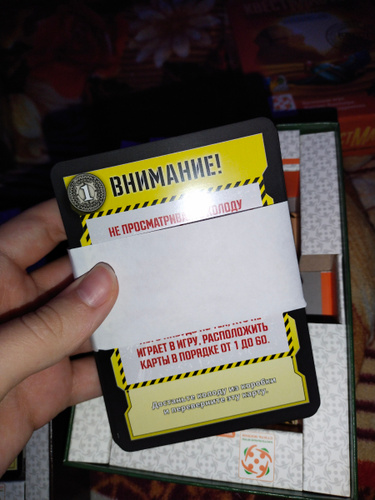 1
ВНИМАНИЕ!
НЕ ПРОСМАТРИВА КОЛОДУ
ИГРАЕТ В ИГРУ, РАСПОЛОЖИТЬ
КАРТЫ В ПОРЯДКЕ ОТ 1 ДО 60.
Достаньте колоду из коробки
и переверните эту карту.